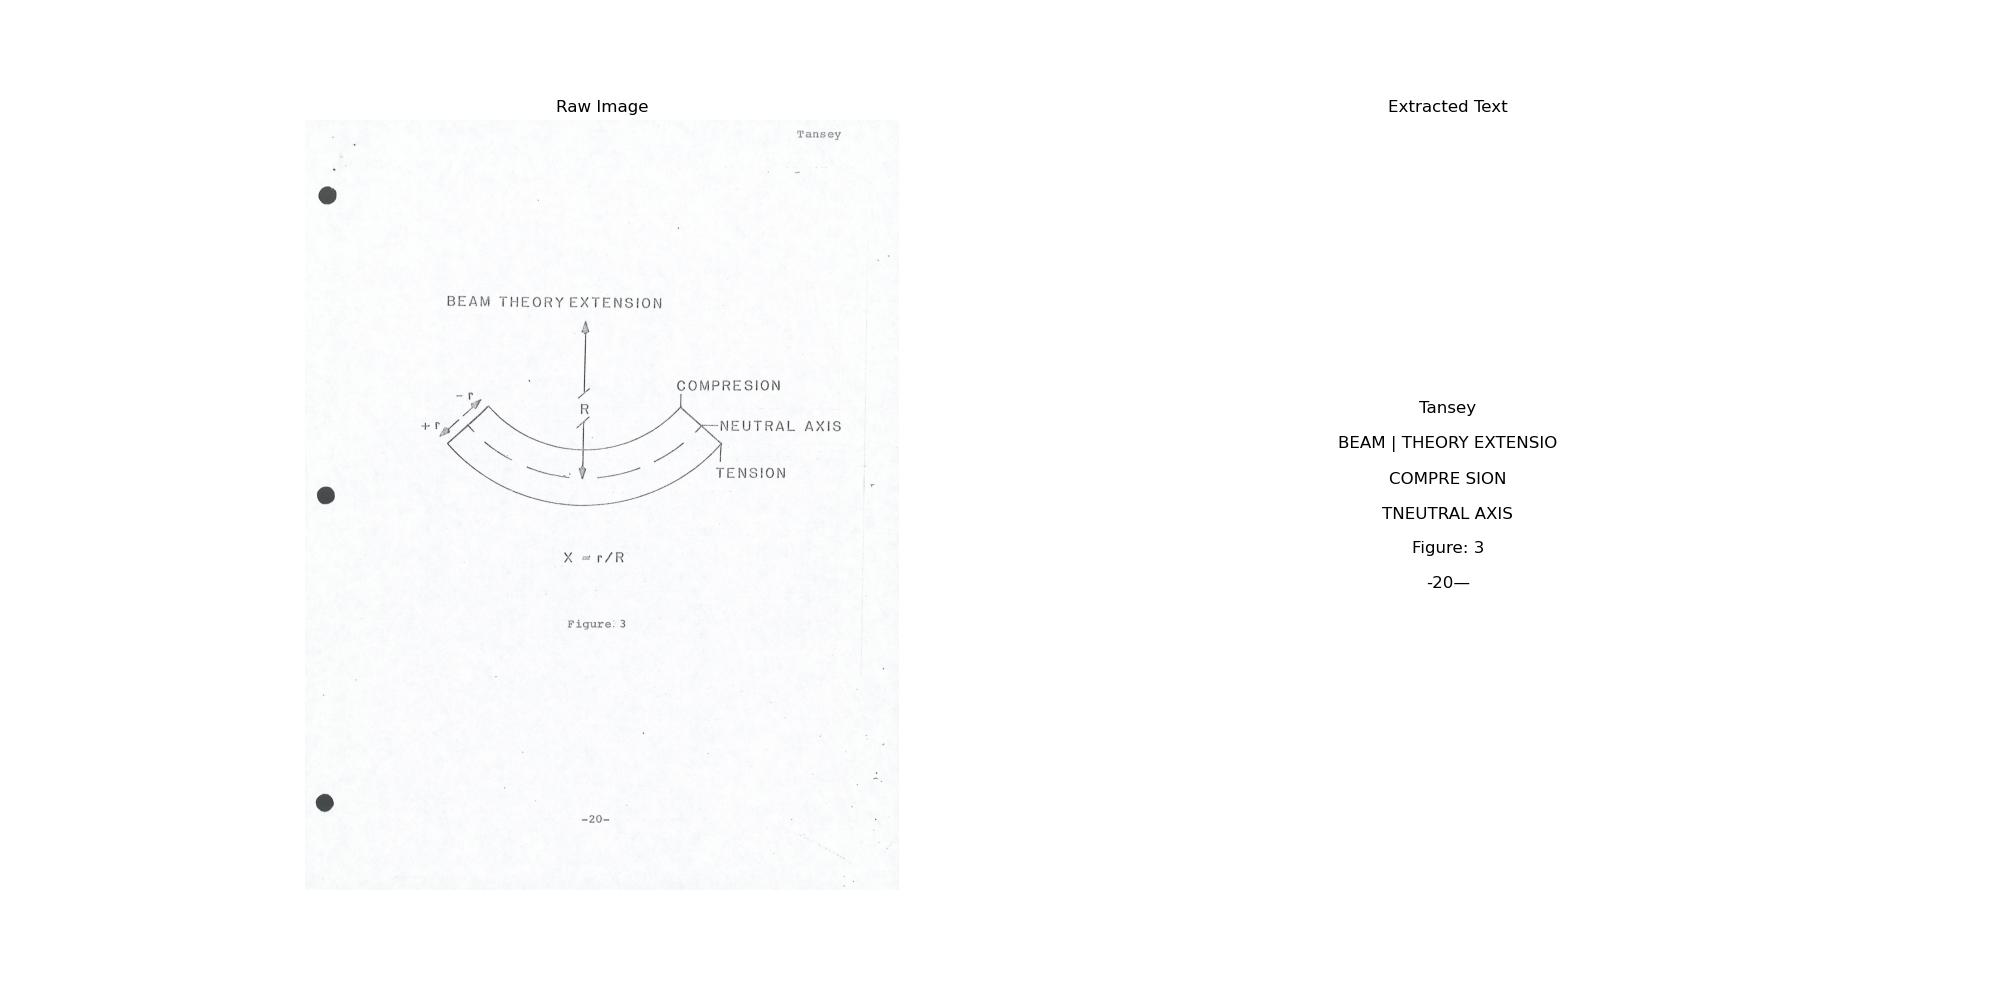 Raw Image
Tansey
BEAM THEORY EXTENSION
COMPRESION
- r
R
+ r
NEUTRAL AXIS
TENSION
X = r/R
Figure. 3
-20-
Extracted Text
Tansey
BEAM | THEORY EXTENSIO
COMPRE SION
TNEUTRAL AXIS
Figure: 3
-20—